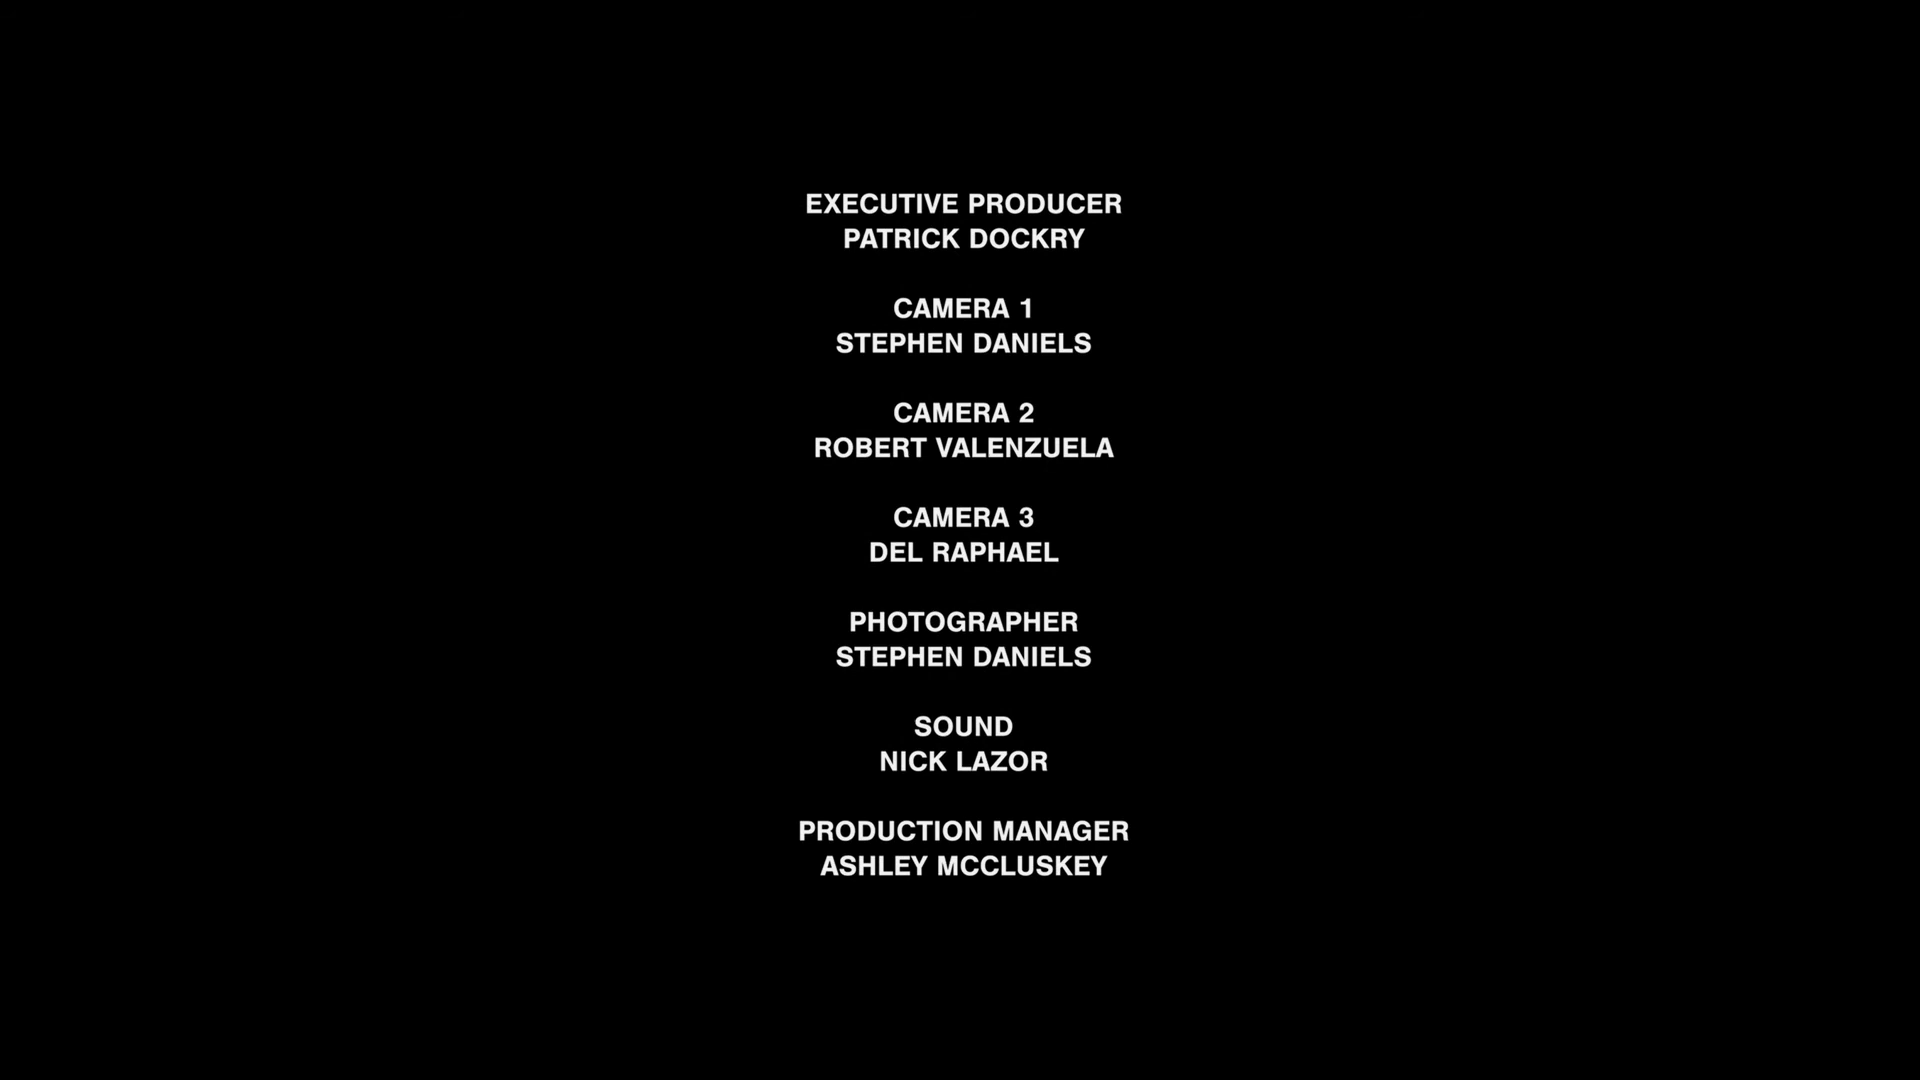 EXECUTIVE PRODUCER
PATRICK DOCKRY
CAMERA 1
STEPHEN DANIELS
CAMERA 2
ROBERT VALENZUELA
CAMERA 3
DEL RAPHAEL
PHOTOGRAPHER
STEPHEN DANIELS
SOUND
NICK LAZOR
PRODUCTION MANAGER
ASHLEY MCCLUSKEY